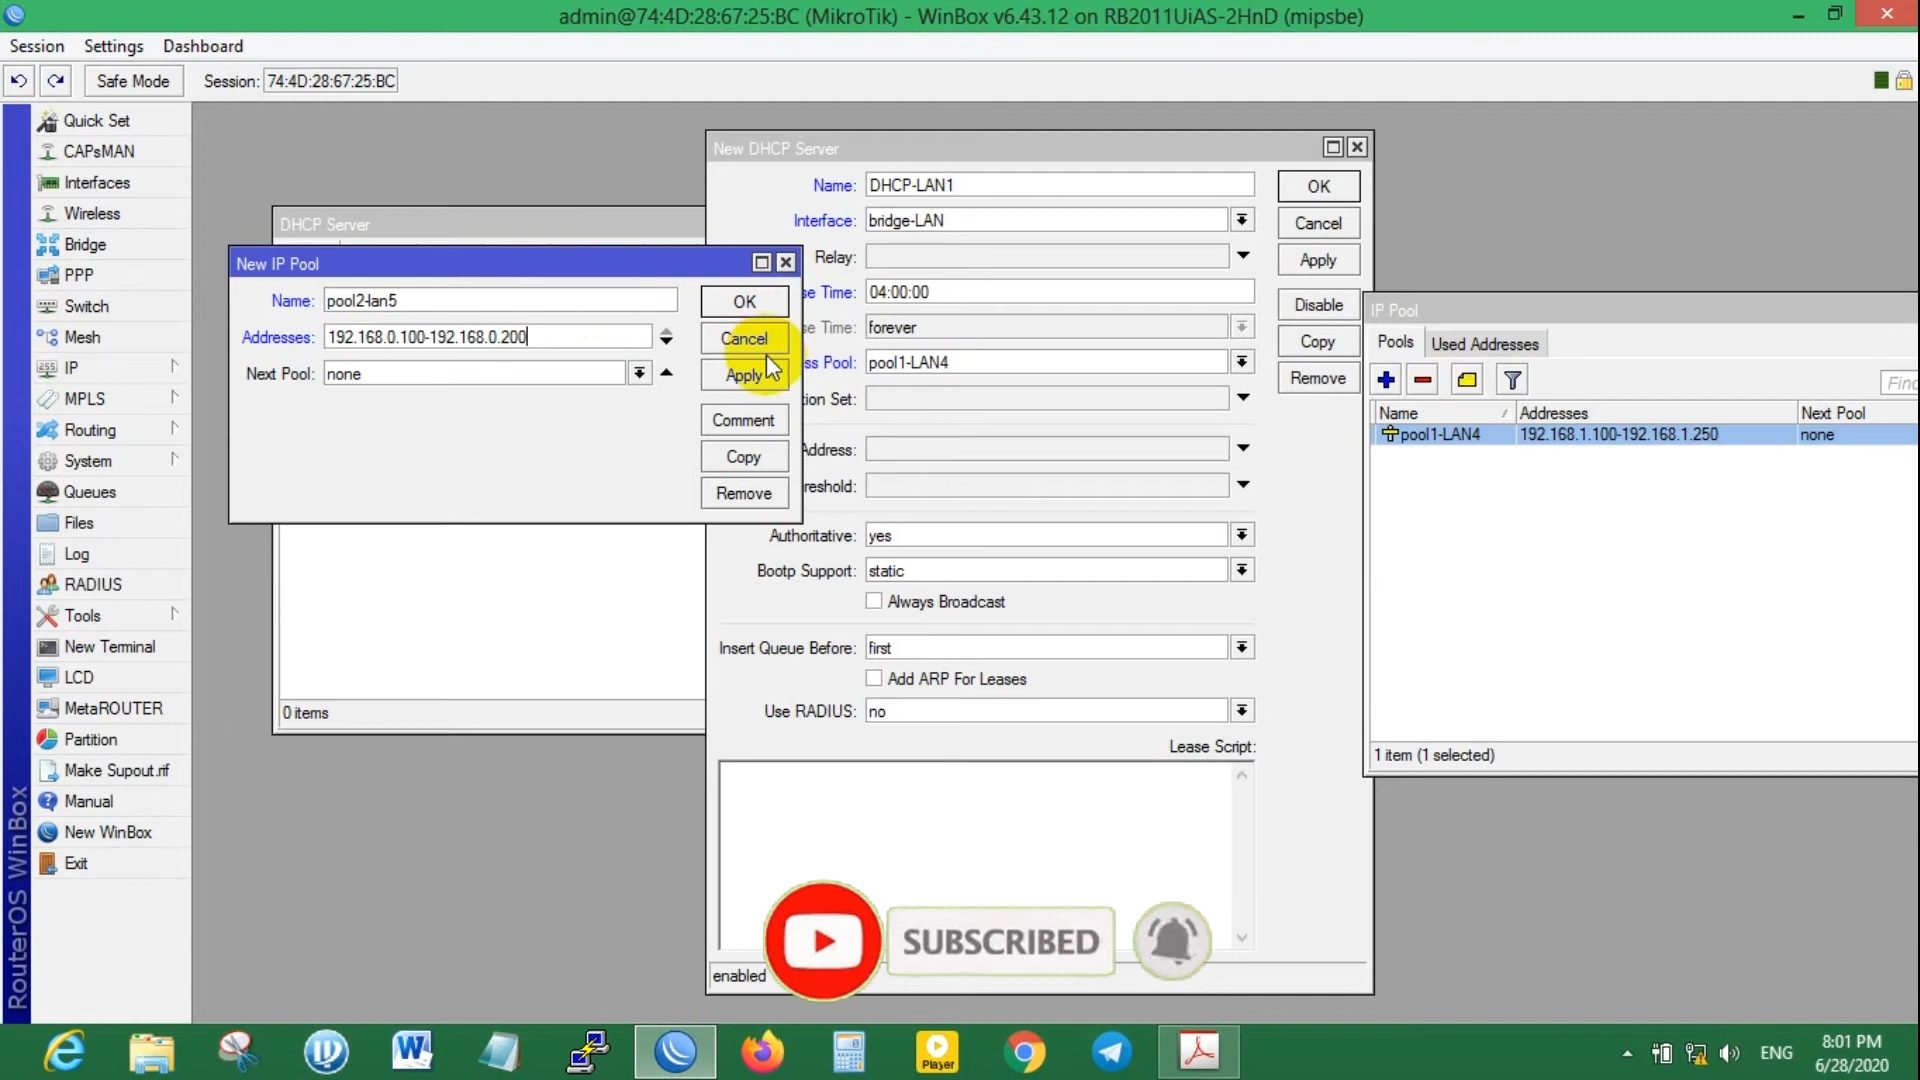 admin@74:4D:28:67:25:BC (MikroTik) - WinBox v6.43.12 on RB2011UiAS-2HnD (mipsbe)
Session Settings Dashboard
Safe Mode Session: 74:4D:28:67:25:BC
Quick Set
CAPsMAN
Interfaces
Wireless
Bridge
PPP
Switch
Mesh
IP
MPLS
Routing
System
Queues
Files
Log
RADIUS
Tools
New Terminal
LCD
MetaROUTER
Partition
Make Supout.rif
Manual
New WinBox
Exit
RouterOS WinBox
DHCP Server
0 items
New IP Pool
Name: pool2-lan5
Addresses: 192.168.0.100-192.168.0.200
Next Pool: none
OK
Cancel
Apply
Comment
Copy
Remove
New DHCP Server
Name: DHCP-LAN1
Interface: bridge-LAN
Relay:
se Time: 04:00:00
se Time: forever
ss Pool: pool1-LAN4
ion Set:
Address:
reshold:
Authoritative: yes
Bootp Support: static
Always Broadcast
Insert Queue Before: first
Add ARP For Leases
Use RADIUS: no
Lease Script:
enabled
OK
Cancel
Apply
Disable
Copy
Remove
IP Pool
Pools Used Addresses
Find
Name Addresses Next Pool
pool1-LAN4 192.168.1.100-192.168.1.250 none
1 item (1 selected)
SUBSCRIBED
Player
ENG
8:01 PM
6/28/2020